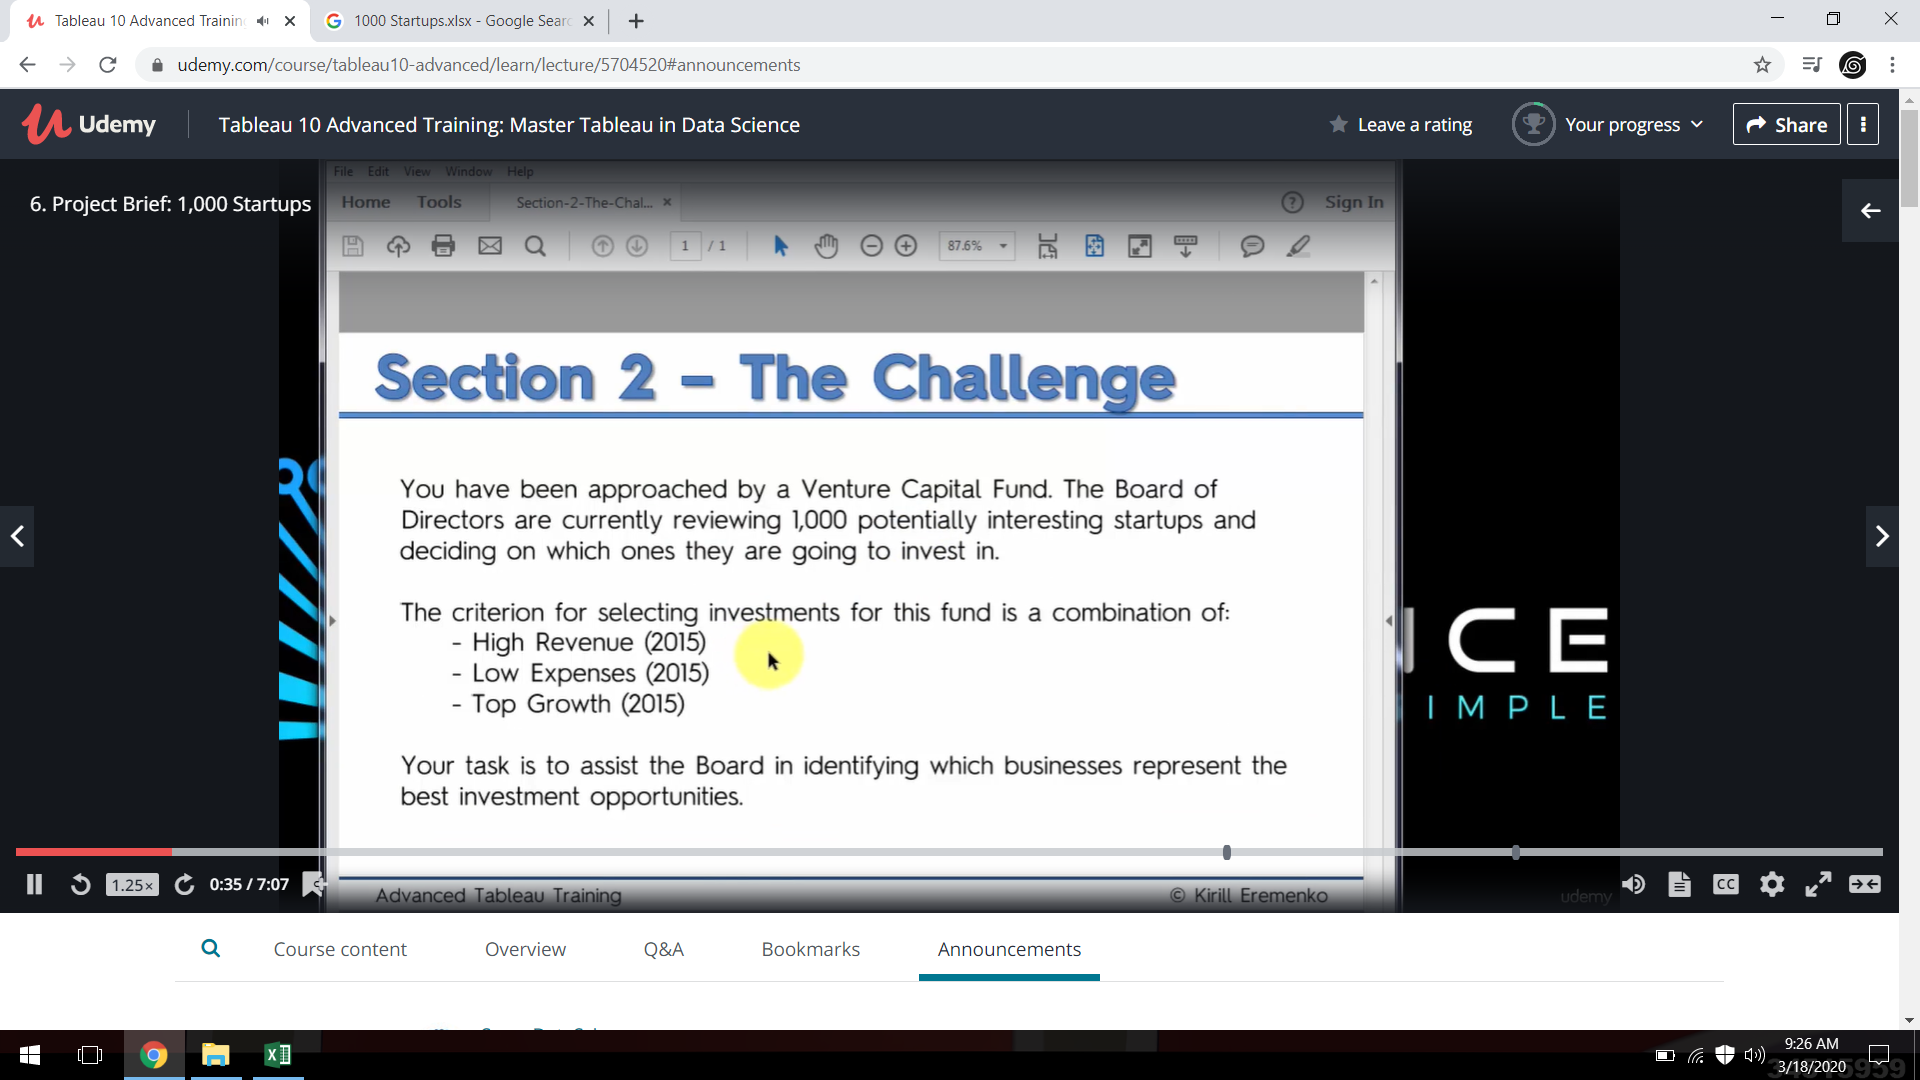 Tableau 10 Advanced Trainin
1000 Startups.xlsx - Google Sear
udemy.com/course/tableau10-advanced/learn/lecture/5704520#announcements
Udemy
Tableau 10 Advanced Training: Master Tableau in Data Science
Leave a rating
Your progress
Share
File Edit View Window Help
6. Project Brief: 1,000 Startups
Home Tools Section-2-The-Chal... Sign In
1 / 1 87.6%
Section 2 – The Challenge
You have been approached by a Venture Capital Fund. The Board of
Directors are currently reviewing 1,000 potentially interesting startups and
deciding on which ones they are going to invest in.
The criterion for selecting investments for this fund is a combination of:
- High Revenue (2015)
- Low Expenses (2015)
- Top Growth (2015)
Your task is to assist the Board in identifying which businesses represent the
best investment opportunities.
CE
IMPLE
1.25x 0:35 / 7:07
CC
Advanced Tableau Training
© Kirill Eremenko
udemy
Course content Overview Q&A Bookmarks Announcements
9:26 AM
3/18/2020